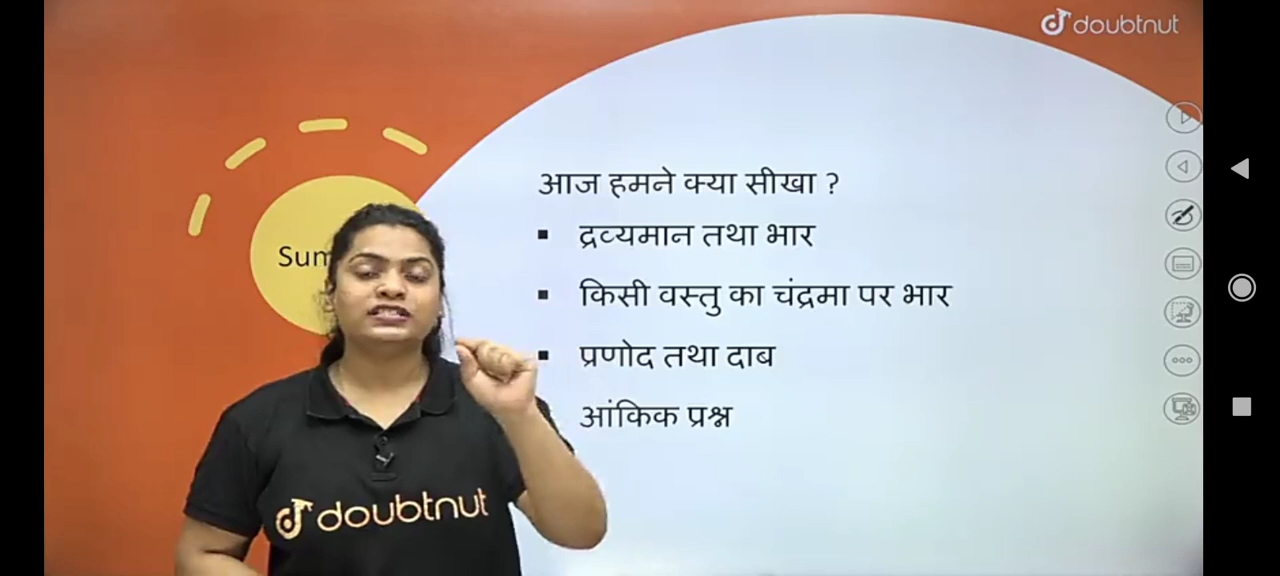 doubtnut
आज हमने क्या सीखा ?
Sum
▪ द्रव्यमान तथा भार
▪ किसी वस्तु का चंद्रमा पर भार
▪ प्रणोद तथा दाब
आंकिक प्रश्न
doubtnut